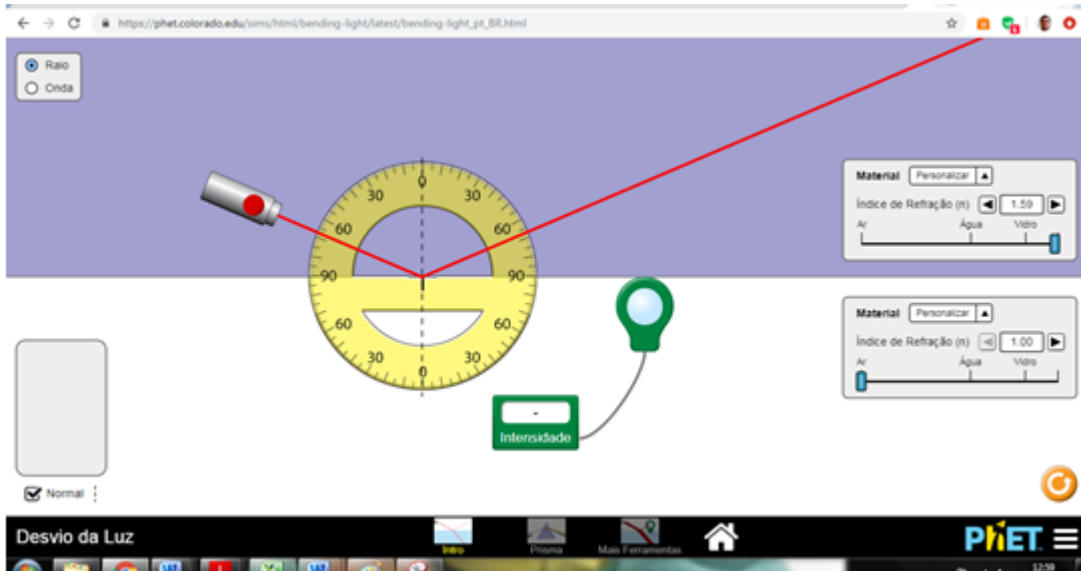 https://phet.colorado.edu/sims/html/bending-light/latest/bending-light_pt_BR.html
Raio
Onda
0
30 30
60 60
90 90
60 60
30 30
0
Material Personalizar
Índice de Refração (n) 1.59
Ar Água Vidro
Material Personalizar
Índice de Refração (n) 1.00
Ar Água Vidro
-
Intensidade
Normal
Desvio da Luz
Intro Prisma Mais Ferramentas
PhET
12:59